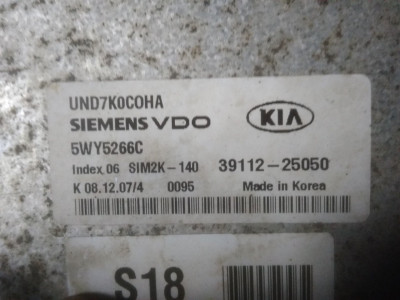 UND7K0COHA
SIEMENS VDO KIA
5WY5266C
Index 06 SIM2K-140 39112-25050
K 08.12.07/4 0095 Made in Korea
S18